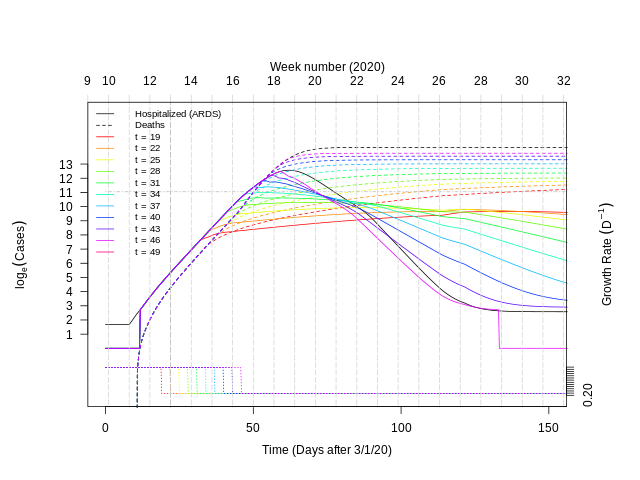 Week number (2020)
9 10 12 14 16 18 20 22 24 26 28 30 32
Hospitalized (ARDS)
Deaths
t = 19
t = 22
t = 25
t = 28
t = 31
t = 34
t = 37
t = 40
t = 43
t = 46
t = 49
13
12
11
10
9
8
7
6
5
4
3
2
1
logₑ(Cases)
Growth Rate (D⁻¹)
0.20
0 50 100 150
Time (Days after 3/1/20)